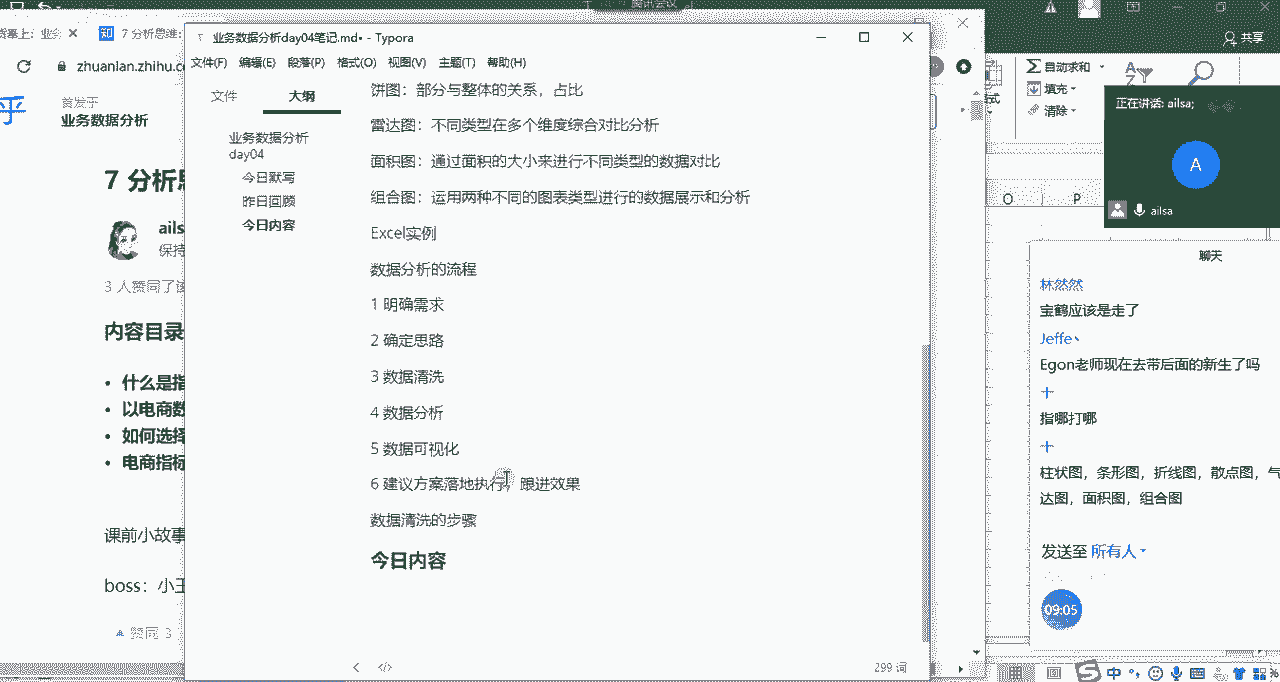 腾讯会议
7 分析思维:
zhuanlan.zhihu.c
乎
首发于
业务数据分析
7 分析思
ails
保持
3 人赞同了该
内容目录
什么是指
以电商数
如何选择
电商指标
课前小故事
boss：小王
赞同 3
业务数据分析day04笔记.md• - Typora
文件(F) 编辑(E) 段落(P) 格式(O) 视图(V) 主题(T) 帮助(H)
文件 大纲
业务数据分析
day04
今日默写
昨日回顾
今日内容
饼图：部分与整体的关系，占比
雷达图：不同类型在多个维度综合对比分析
面积图：通过面积的大小来进行不同类型的数据对比
组合图：运用两种不同的图表类型进行的数据展示和分析
Excel实例
数据分析的流程
1 明确需求
2 确定思路
3 数据清洗
4 数据分析
5 数据可视化
6 建议方案落地执行，跟进效果
数据清洗的步骤
今日内容
299 词
共享
自动求和
填充
清除
式
O P
正在讲话: ailsa;
A
ailsa
聊天
林然然
宝鹤应该是走了
Jeffe
Egon老师现在去带后面的新生了吗
十
指哪打哪
十
柱状图，条形图，折线图，散点图，气
达图，面积图，组合图
发送至 所有人
09:05
中